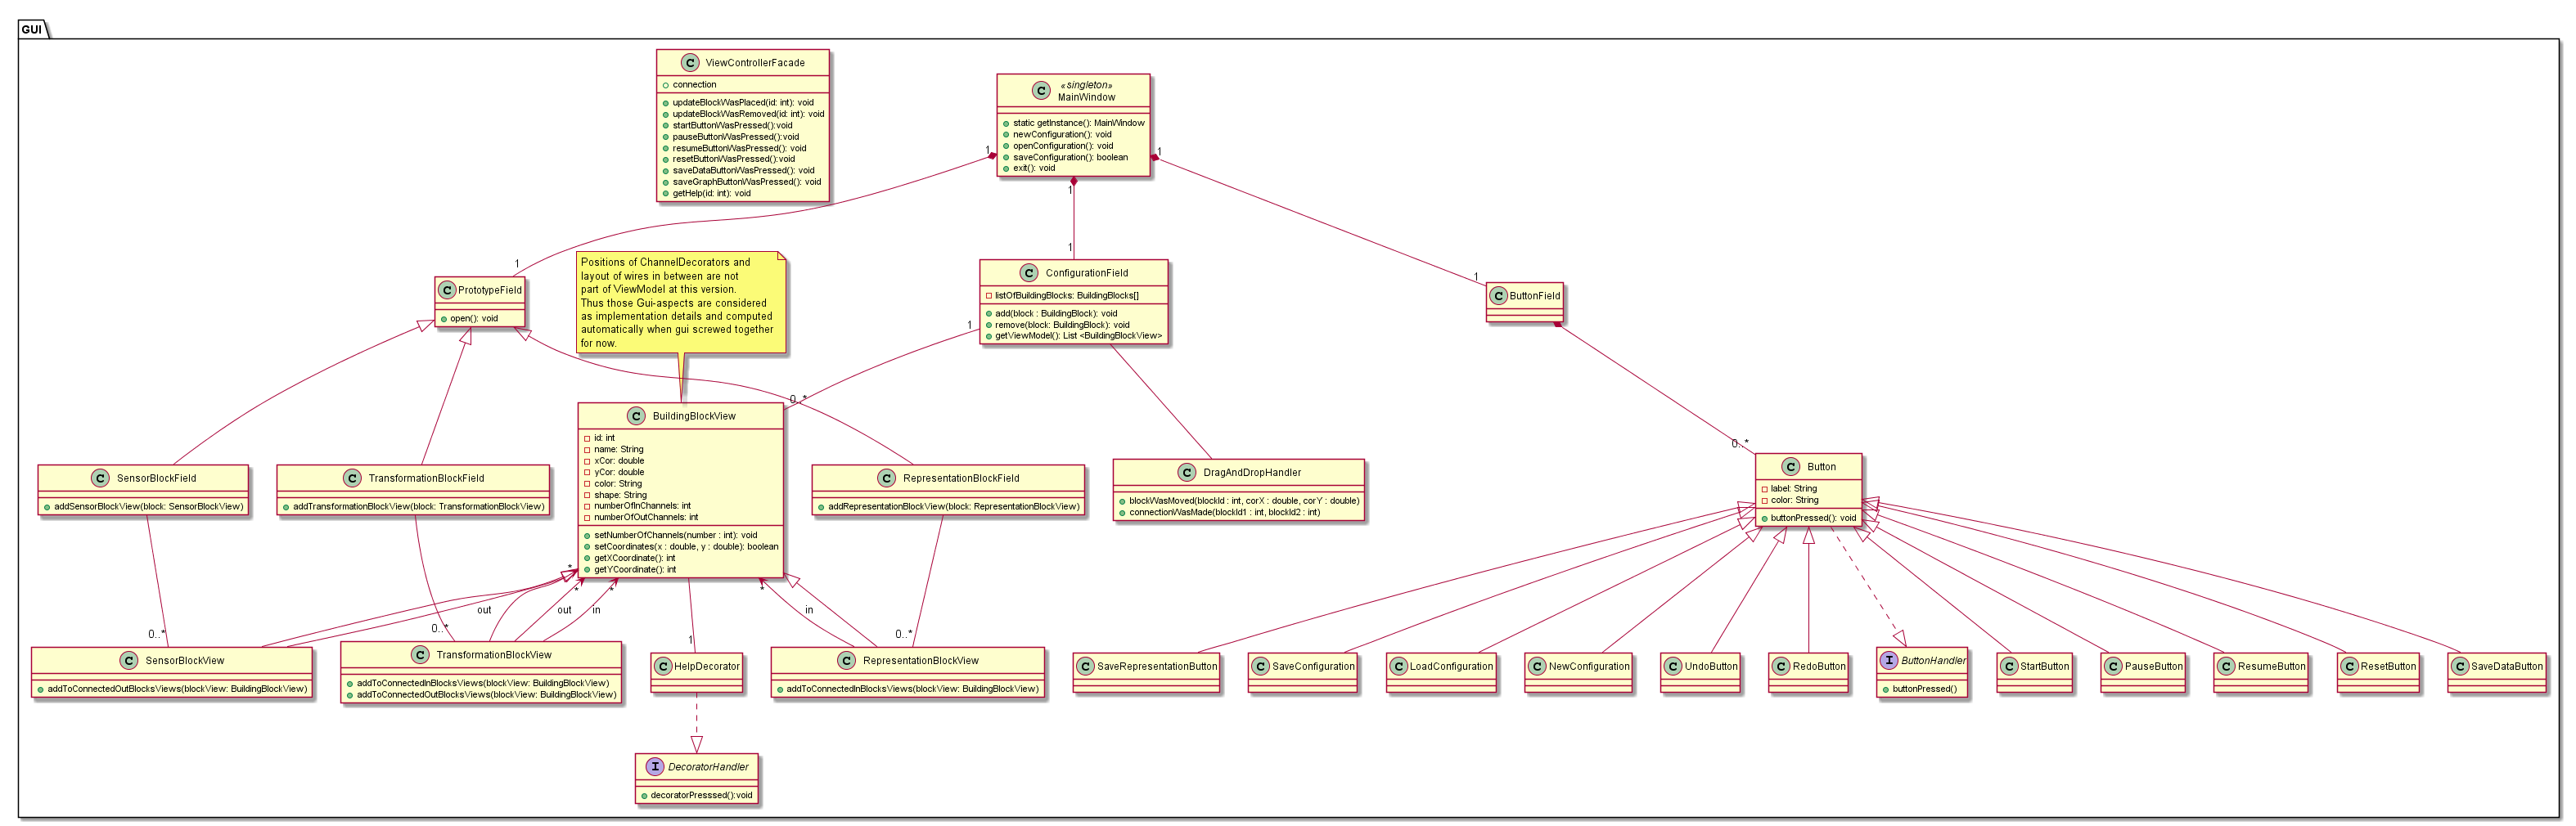 GUI
C ViewControllerFacade
connection
updateBlockWasPlaced(id: int): void
updateBlockWasRemoved(id: int): void
startButtonWasPressed():void
pauseButtonWasPressed():void
resumeButtonWasPressed(): void
resetButtonWasPressed():void
saveDataButtonWasPressed(): void
saveGraphButtonWasPressed(): void
getHelp(id: int): void
«singleton»
C MainWindow
static getInstance(): MainWindow
newConfiguration(): void
openConfiguration(): void
saveConfiguration(): boolean
exit(): void
1
1
1
1
1
1
C PrototypeField
open(): void
Positions of ChannelDecorators and
layout of wires in between are not
part of ViewModel at this version.
Thus those Gui-aspects are considered
as implementation details and computed
automatically when gui screwed together
for now.
C ConfigurationField
listOfBuildingBlocks: BuildingBlocks[]
add(block : BuildingBlock): void
remove(block: BuildingBlock): void
getViewModel(): List <BuildingBlockView>
C ButtonField
1
0..*
0..*
C SensorBlockField
addSensorBlockView(block: SensorBlockView)
C TransformationBlockField
addTransformationBlockView(block: TransformationBlockView)
C BuildingBlockView
id: int
name: String
xCor: double
yCor: double
color: String
shape: String
numberOfInChannels: int
numberOfOutChannels: int
setNumberOfChannels(number : int): void
setCoordinates(x : double, y : double): boolean
getXCoordinate(): int
getYCoordinate(): int
C RepresentationBlockField
addRepresentationBlockView(block: RepresentationBlockView)
C DragAndDropHandler
blockWasMoved(blockId : int, corX : double, corY : double)
connectionWasMade(blockId1 : int, blockId2 : int)
C Button
label: String
color: String
buttonPressed(): void
*
*
*
*
out
out
in
in
0..*
0..*
1
0..*
C SensorBlockView
addToConnectedOutBlocksViews(blockView: BuildingBlockView)
C TransformationBlockView
addToConnectedInBlocksViews(blockView: BuildingBlockView)
addToConnectedOutBlocksViews(blockView: BuildingBlockView)
C HelpDecorator
C RepresentationBlockView
addToConnectedInBlocksViews(blockView: BuildingBlockView)
C SaveRepresentationButton
C SaveConfiguration
C LoadConfiguration
C NewConfiguration
C UndoButton
C RedoButton
I ButtonHandler
buttonPressed()
C StartButton
C PauseButton
C ResumeButton
C ResetButton
C SaveDataButton
I DecoratorHandler
decoratorPresssed():void